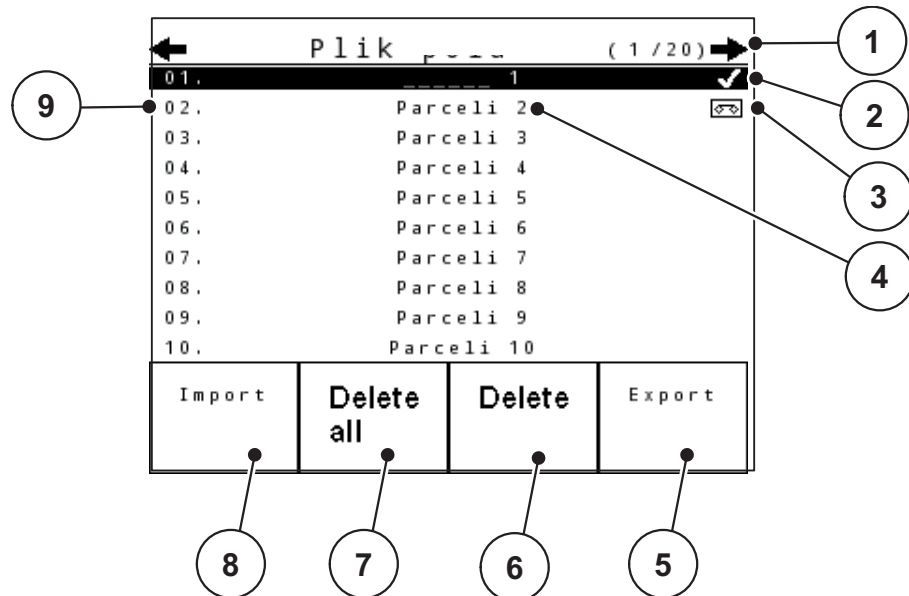 Plik (1/20)
01. ______ 1
02. Parceli 2
03. Parceli 3
04. Parceli 4
05. Parceli 5
06. Parceli 6
07. Parceli 7
08. Parceli 8
09. Parceli 9
10. Parceli 10
Import Delete all Delete Export
1
2
3
4
5
6
7
8
9